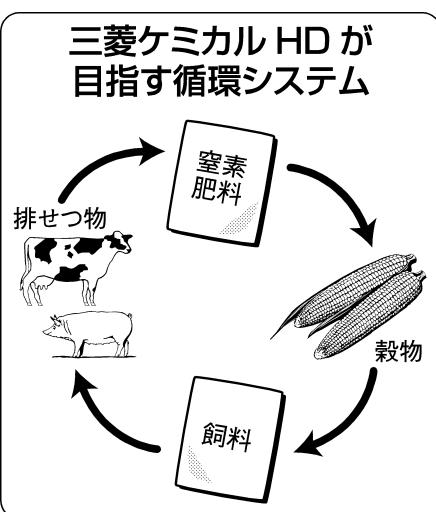 三菱ケミカル HD が
目指す循環システム
窒素
肥料
排せつ物
穀物
飼料